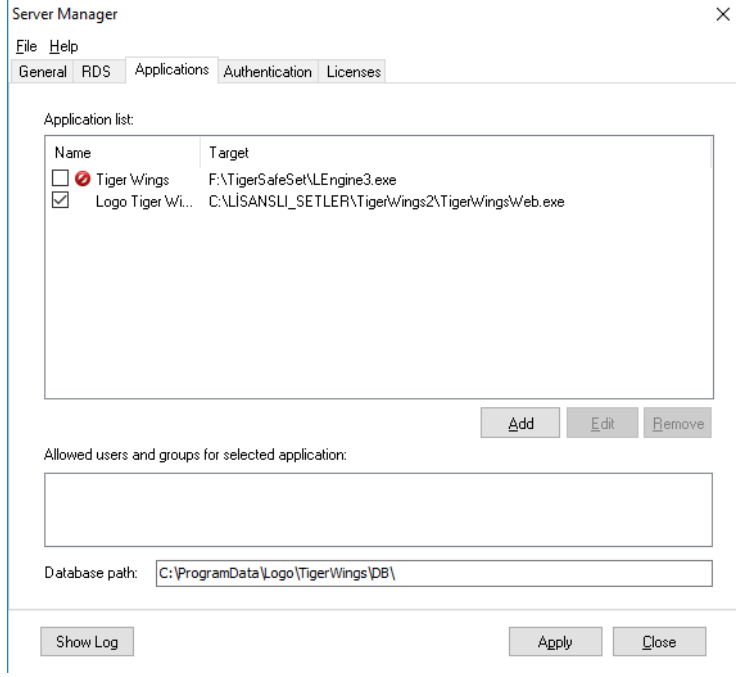 Server Manager
File Help
General RDS Applications Authentication Licenses
Application list:
Name Target
Tiger Wings F:\TigerSafeSet\LEngine3.exe
Logo Tiger Wi... C:\LİSANSLI_SETLER\TigerWings2\TigerWingsWeb.exe
Add Edit Remove
Allowed users and groups for selected application:
Database path: C:\ProgramData\Logo\TigerWings\DB\
Show Log Apply Close